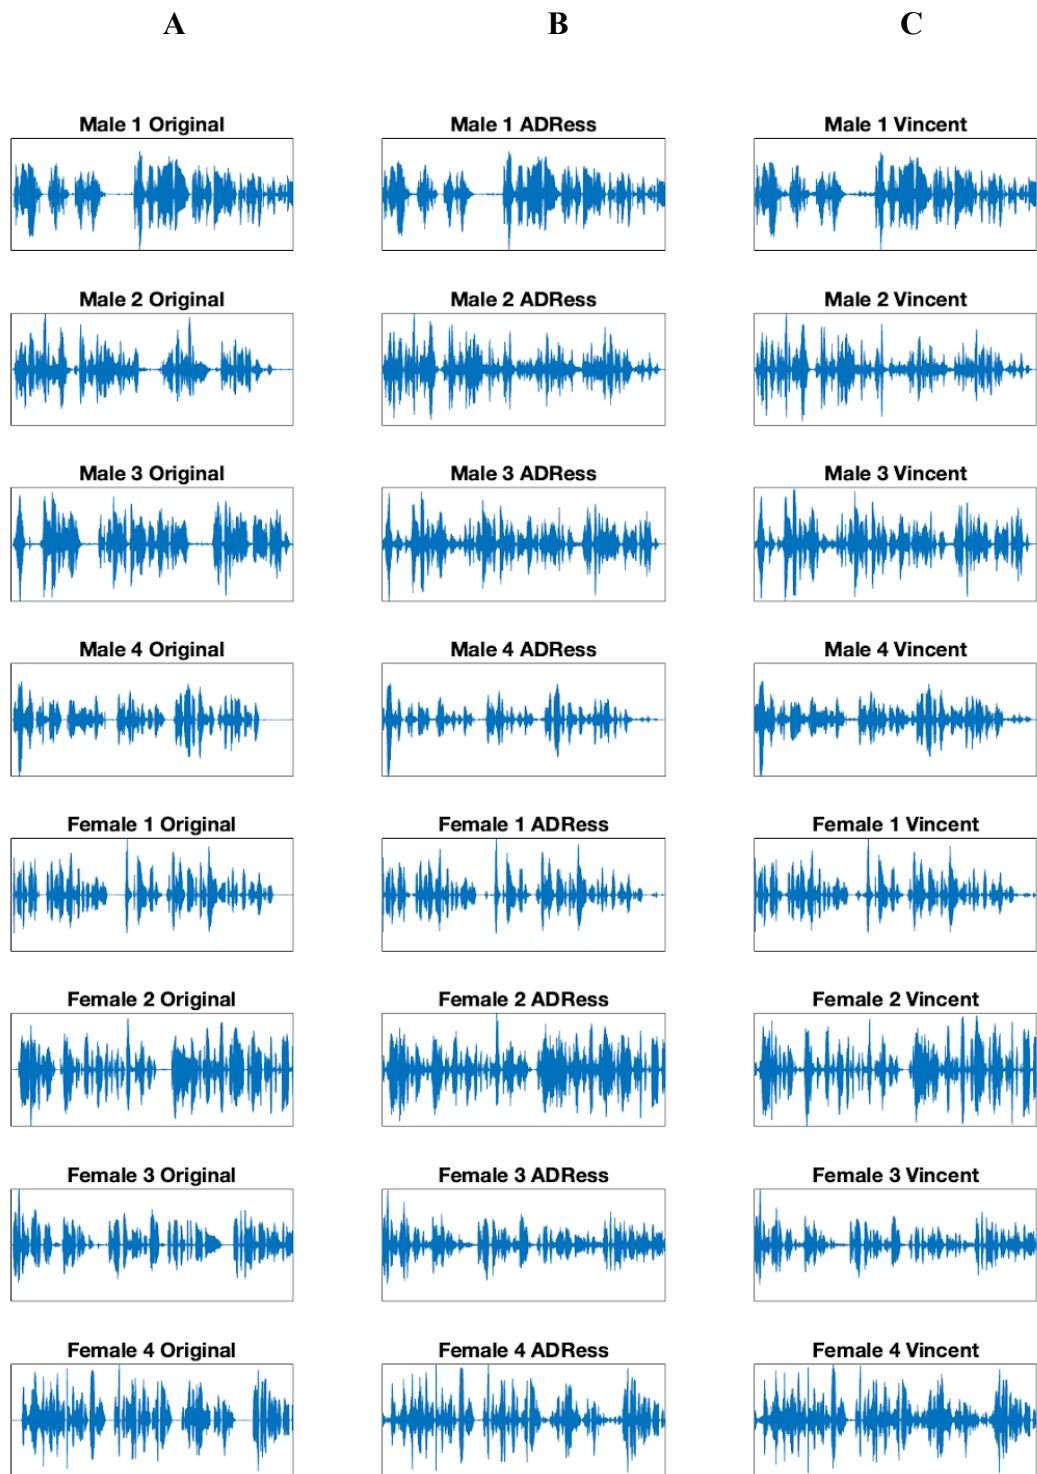 A B C
Male 1 Original Male 1 ADRess Male 1 Vincent
Male 2 Original Male 2 ADRess Male 2 Vincent
Male 3 Original Male 3 ADRess Male 3 Vincent
Male 4 Original Male 4 ADRess Male 4 Vincent
Female 1 Original Female 1 ADRess Female 1 Vincent
Female 2 Original Female 2 ADRess Female 2 Vincent
Female 3 Original Female 3 ADRess Female 3 Vincent
Female 4 Original Female 4 ADRess Female 4 Vincent